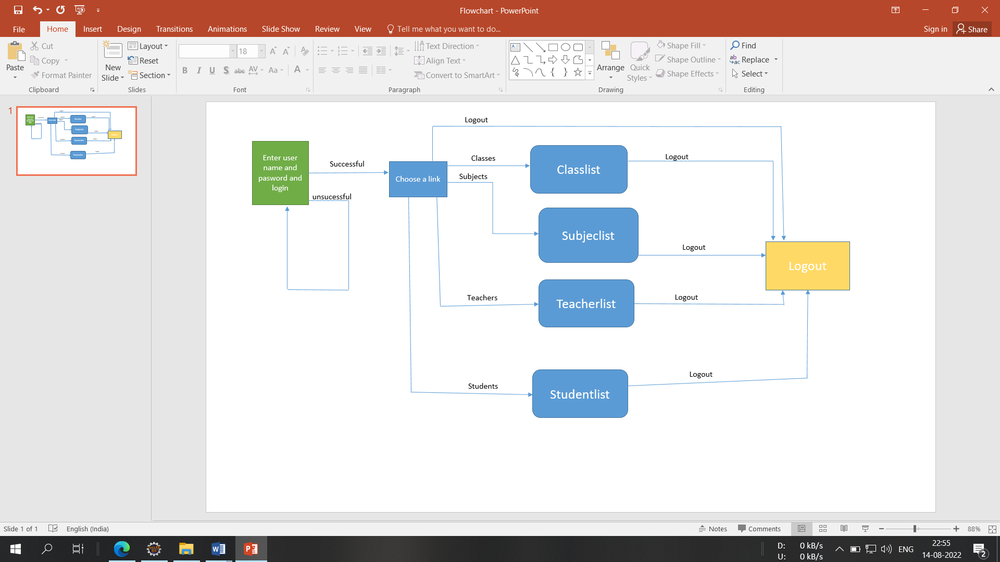 Flowchart - PowerPoint
File
Home
Insert
Design
Transitions
Animations
Slide Show
Review
View
Tell me what you want to do...
Sign in
Share
Paste
Cut
Copy
Format Painter
Clipboard
New
Slide
Layout
Reset
Section
Slides
18
B I U S abc AV Aa A
Font
Text Direction
Align Text
Convert to SmartArt
Paragraph
Arrange
Quick
Styles
Shape Fill
Shape Outline
Shape Effects
Drawing
Find
Replace
Select
Editing
1
Logout
Enter user
name and
pasword and
login
Successful
unsucessful
Choose a link
Classes
Subjects
Classlist
Logout
Subjeclist
Logout
Logout
Teachers
Teacherlist
Logout
Students
Studentlist
Logout
Slide 1 of 1
English (India)
Notes
Comments
88%
D: 0 kB/s
U: 0 kB/s
ENG
22:55
14-08-2022
2